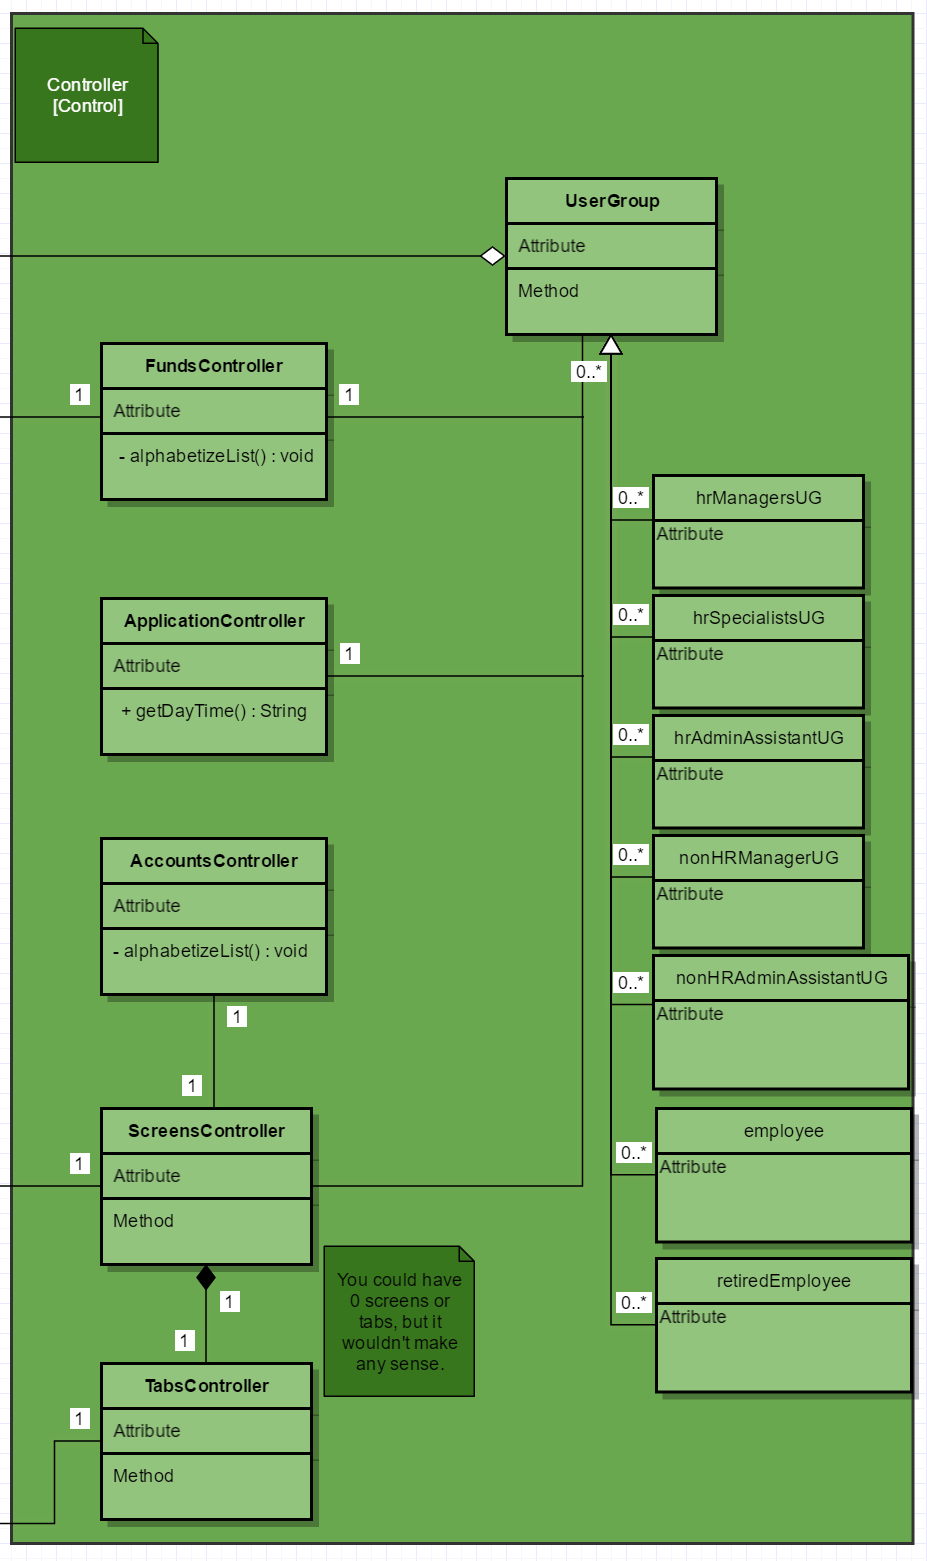 Controller
[Control]
UserGroup
Attribute
Method
0..*
FundsController
1
1
Attribute
- alphabetizeList() : void
ApplicationController
1
Attribute
+ getDayTime() : String
AccountsController
Attribute
- alphabetizeList() : void
1
1
ScreensController
1
Attribute
Method
1
1
You could have
0 screens or
tabs, but it
wouldn't make
any sense.
TabsController
1
Attribute
Method
0..*
hrManagersUG
Attribute
0..*
hrSpecialistsUG
Attribute
0..*
hrAdminAssistantUG
Attribute
0..*
nonHRManagerUG
Attribute
0..*
nonHRAdminAssistantUG
Attribute
0..*
employee
Attribute
0..*
retiredEmployee
Attribute